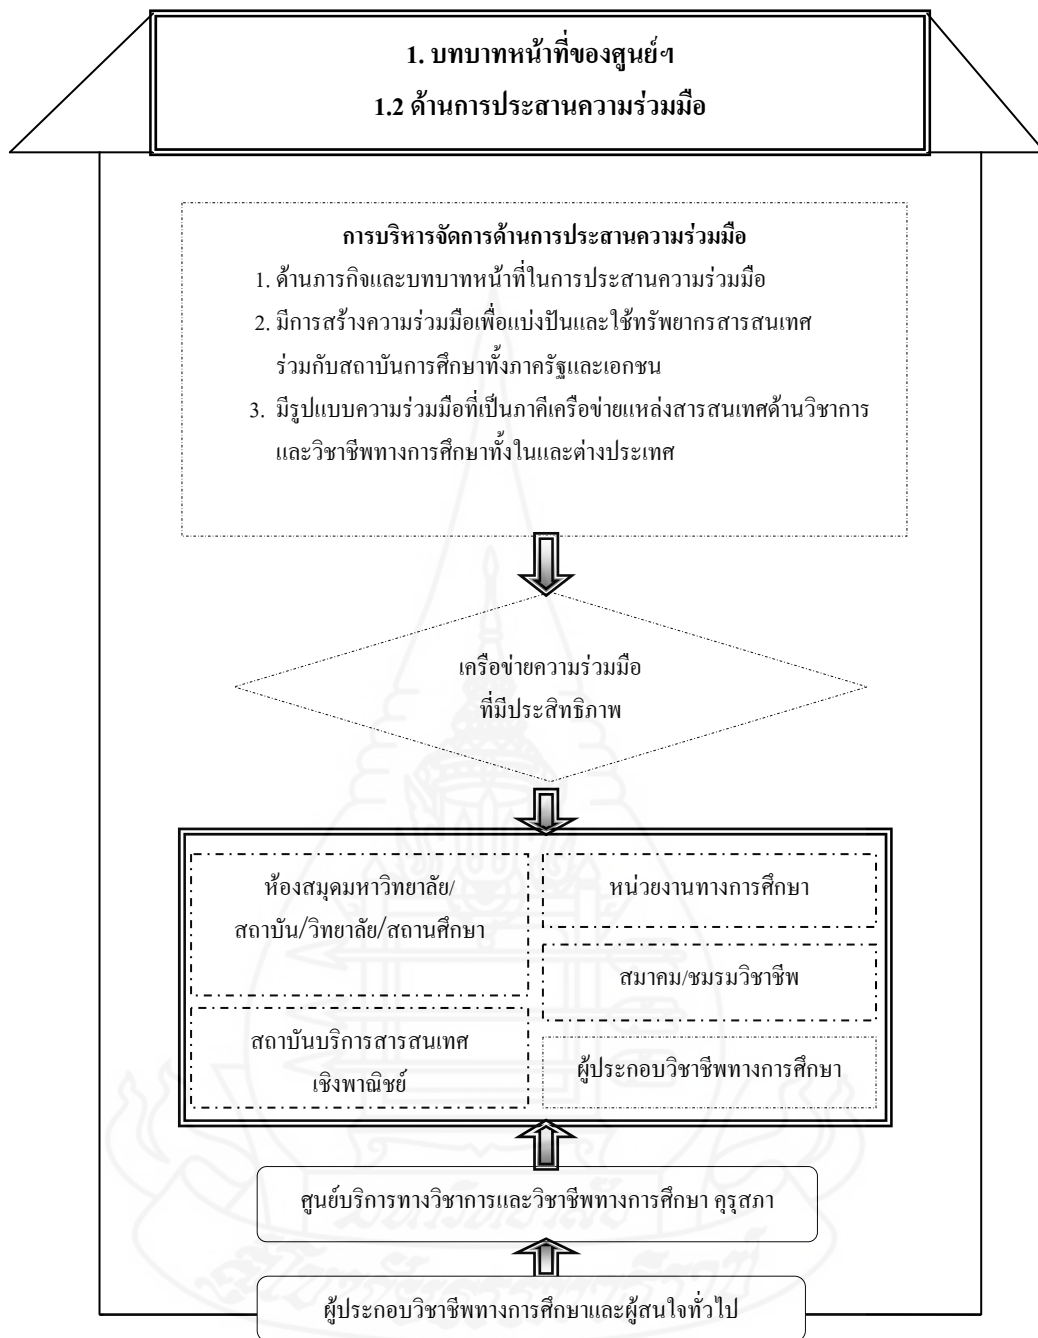 1. บทบาทหน้าที่ของศูนย์ฯ
1.2 ด้านการประสานความร่วมมือ
การบริหารจัดการด้านการประสานความร่วมมือ
1. ด้านภารกิจและบทบาทหน้าที่ในการประสานความร่วมมือ
2. มีการสร้างความร่วมมือเพื่อแบ่งปันและใช้ทรัพยากรสารสนเทศ
ร่วมกับสถาบันการศึกษาทั้งภาครัฐและเอกชน
3. มีรูปแบบความร่วมมือที่เป็นภาคีเครือข่ายแหล่งสารสนเทศด้านวิชาการ
และวิชาชีพทางการศึกษาทั้งในและต่างประเทศ
เครือข่ายความร่วมมือ
ที่มีประสิทธิภาพ
ห้องสมุดมหาวิทยาลัย/
สถาบัน/วิทยาลัย/สถานศึกษา
หน่วยงานทางการศึกษา
สมาคม/ชมรมวิชาชีพ
สถาบันบริการสารสนเทศ
เชิงพาณิชย์
ผู้ประกอบวิชาชีพทางการศึกษา
ศูนย์บริการทางวิชาการและวิชาชีพทางการศึกษา คุรุสภา
ผู้ประกอบวิชาชีพทางการศึกษาและผู้สนใจทั่วไป